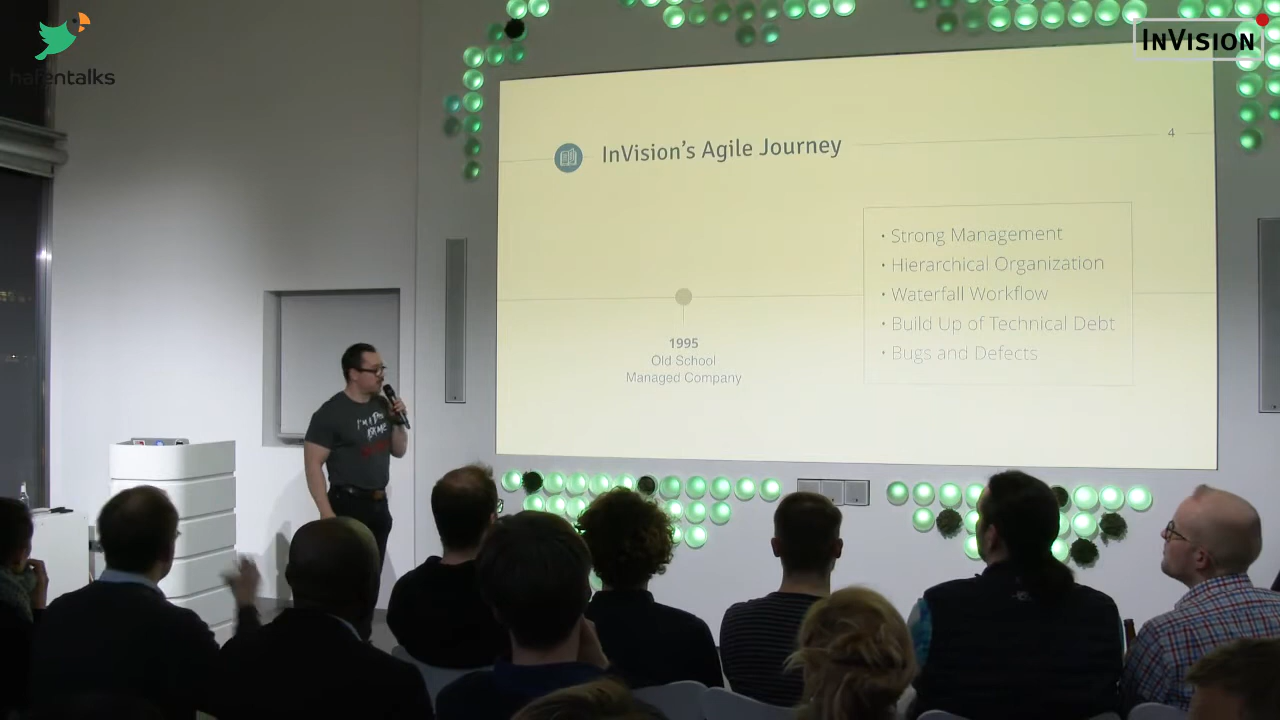 hafentalks
InVision
InVision's Agile Journey
4
• Strong Management
• Hierarchical Organization
• Waterfall Workflow
• Build Up of Technical Debt
• Bugs and Defects
1995
Old School
Managed Company
I'M A